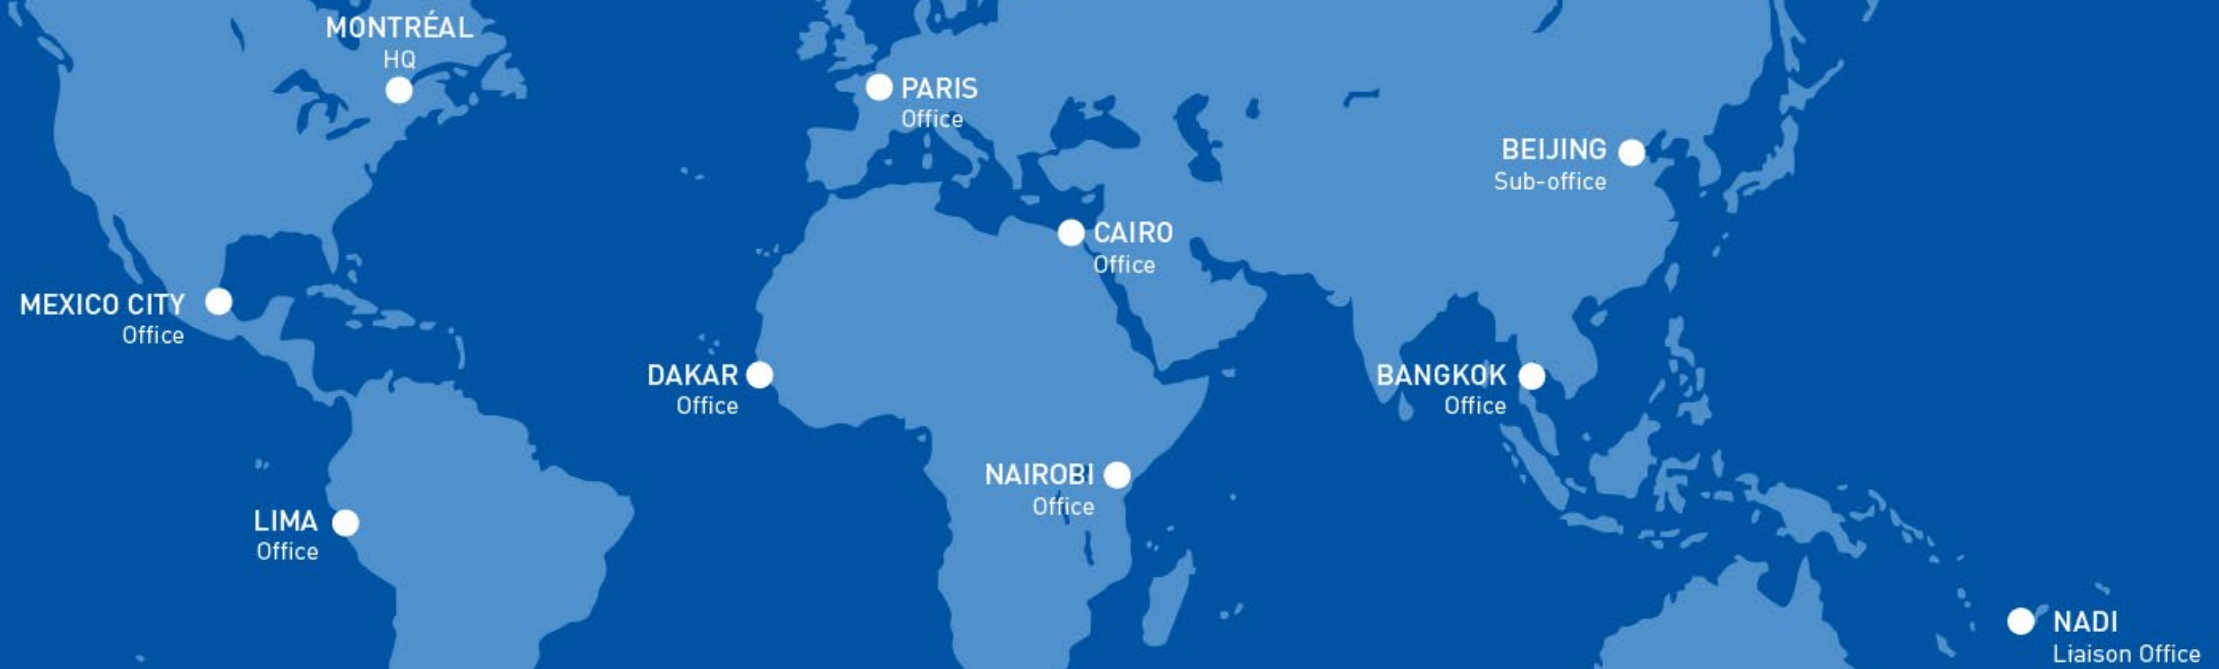 MONTRÉAL
HQ
PARIS
Office
BEIJING
Sub-office
CAIRO
Office
MEXICO CITY
Office
DAKAR
Office
BANGKOK
Office
NAIROBI
Office
LIMA
Office
NADI
Liaison Office